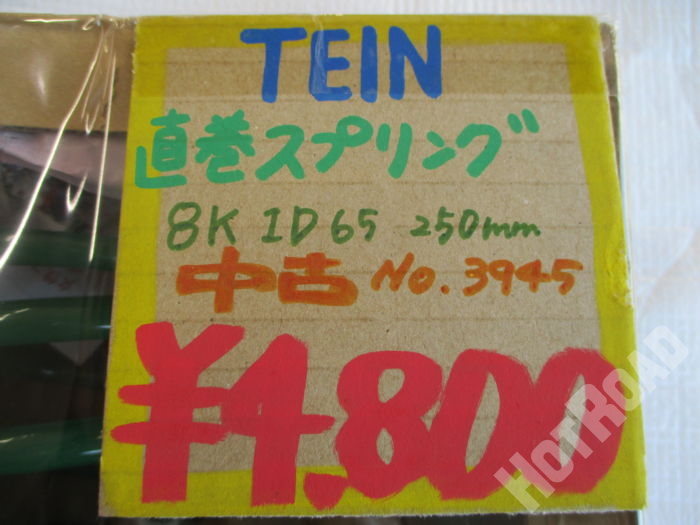 TEIN
直巻スプリング
8K ID65 250mm
中古 No.3945
¥4.800
HOTROAD